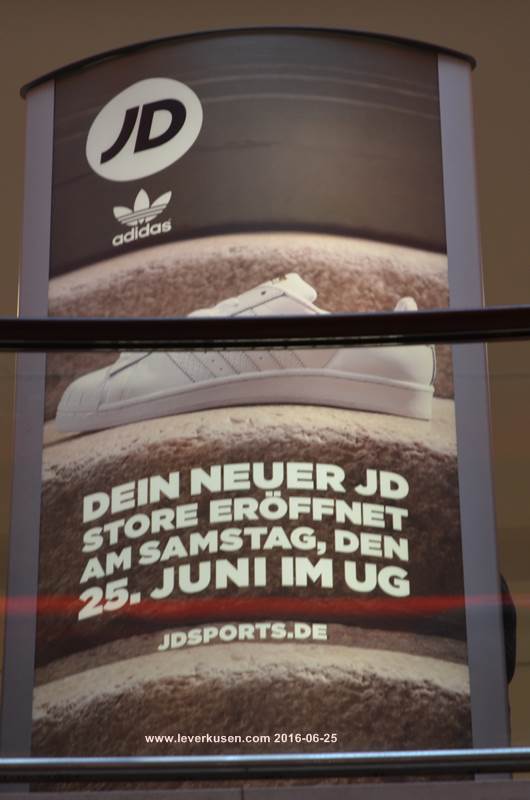 JD
adidas
DEIN NEUER JD
STORE ERÖFFNET
AM SAMSTAG, DEN
25. JUNI IM UG
JDSPORTS.DE
www.leverkusen.com 2016-06-25